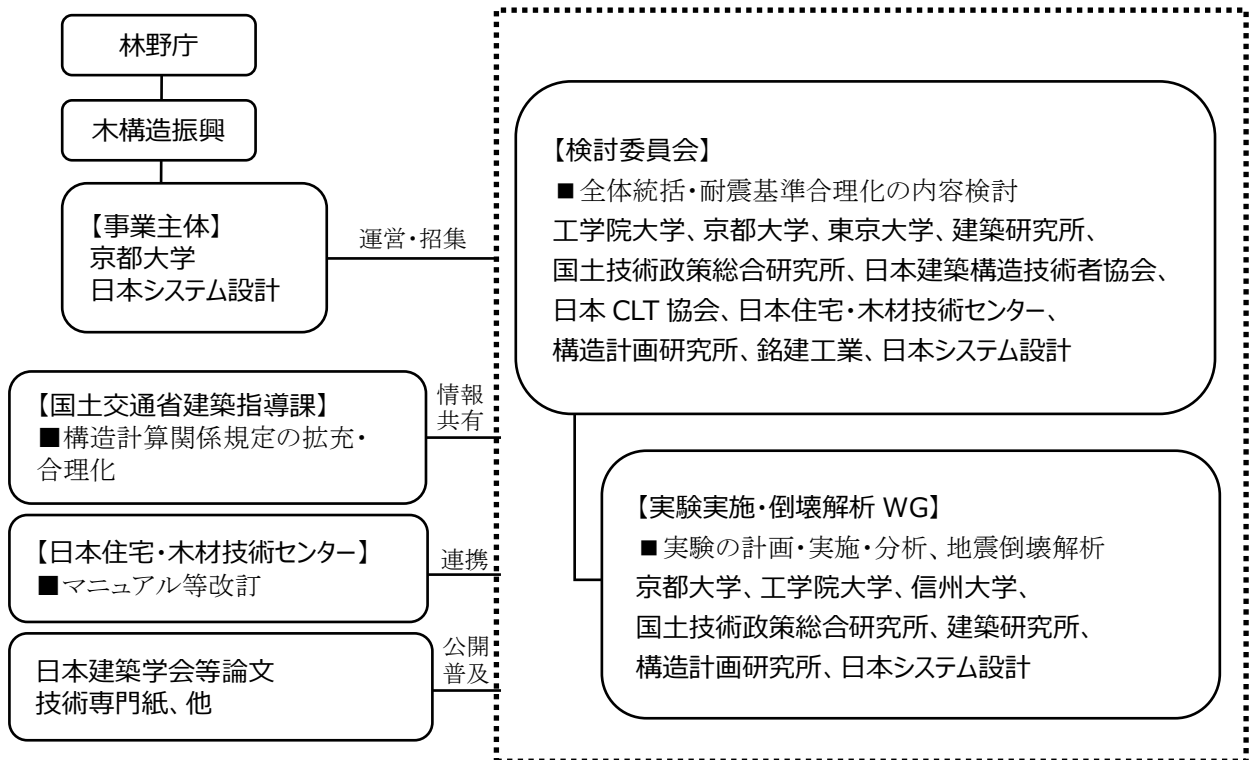 林野庁
木構造振興
【事業主体】
京都大学
日本システム設計
運営・招集
【国土交通省建築指導課】
■構造計算関係規定の拡充・
合理化
情報
共有
【日本住宅・木材技術センター】
■マニュアル等改訂
連携
日本建築学会等論文
技術専門紙、他
公開
普及
【検討委員会】
■全体統括・耐震基準合理化の内容検討
工学院大学、京都大学、東京大学、建築研究所、
国土技術政策総合研究所、日本建築構造技術者協会、
日本 CLT 協会、日本住宅・木材技術センター、
構造計画研究所、銘建工業、日本システム設計
【実験実施・倒壊解析 WG】
■実験の計画・実施・分析、地震倒壊解析
京都大学、工学院大学、信州大学、
国土技術政策総合研究所、建築研究所、
構造計画研究所、日本システム設計